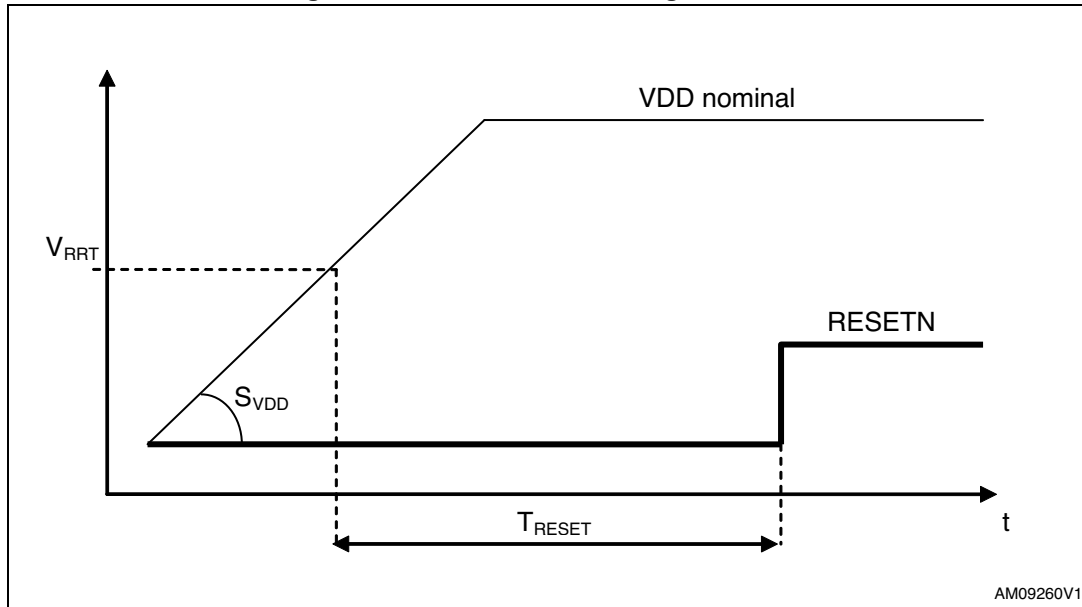 VDD nominal
VRRT
RESETN
SVDD
TRESET
t
AM09260V1